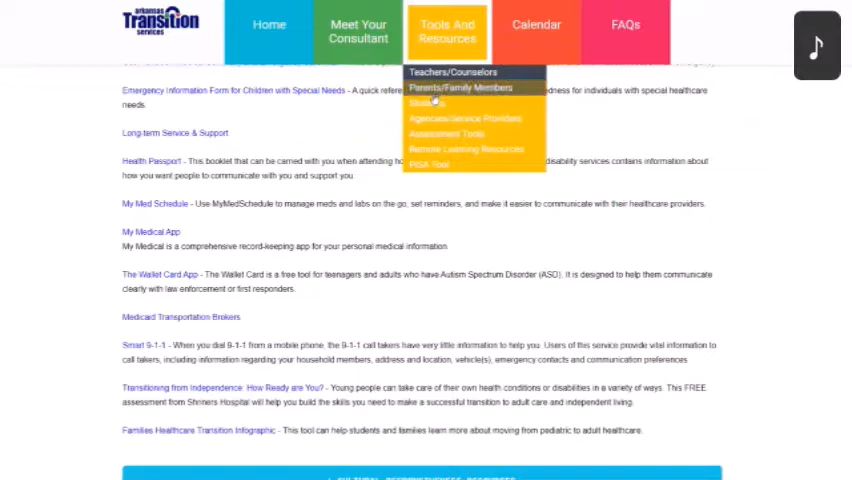 arkansas
Transition
services
Home
Meet Your
Consultant
Tools And
Resources
Calendar
FAQs
Teachers/Counselors
Parents/Family Members
Students
Agencies/Service Providers
Assessment Tools
Remote Learning Resources
PISA Tool
Emergency Information Form for Children with Special Needs - A quick refere edness for individuals with special healthcare
needs.
Long-term Service & Support
Health Passport - This booklet that can be carried with you when attending ho disability services contains information about
how you want people to communicate with you and support you
My Med Schedule - Use MyMedSchedule to manage meds and labs on the go, set reminders, and make it easier to communicate with their healthcare providers.
My Medical App
My Medical is a comprehensive record-keeping app for your personal medical information
The Wallet Card App - The Wallet Card is a free tool for teenagers and adults who have Autism Spectrum Disorder (ASD). It is designed to help them communicate
clearly with law enforcement or first responders.
Medicaid Transportation Brokers
Smart 9-1-1 - When you dial 9-1-1 from a mobile phone, the 9-1-1 call takers have very little information to help you. Users of this service provide vital information to
call takers, including information regarding your household members, address and location, vehicle(s), emergency contacts and communication preferences
Transitioning from Independence: How Ready are You? - Young people can take care of their own health conditions or disabilities in a variety of ways. This FREE
assessment from Shriners Hospital will help you build the skills you need to make a successful transition to adult care and independent living.
Families Healthcare Transition Infographic - This tool can help students and families learn more about moving from pediatric to adult healthcare.